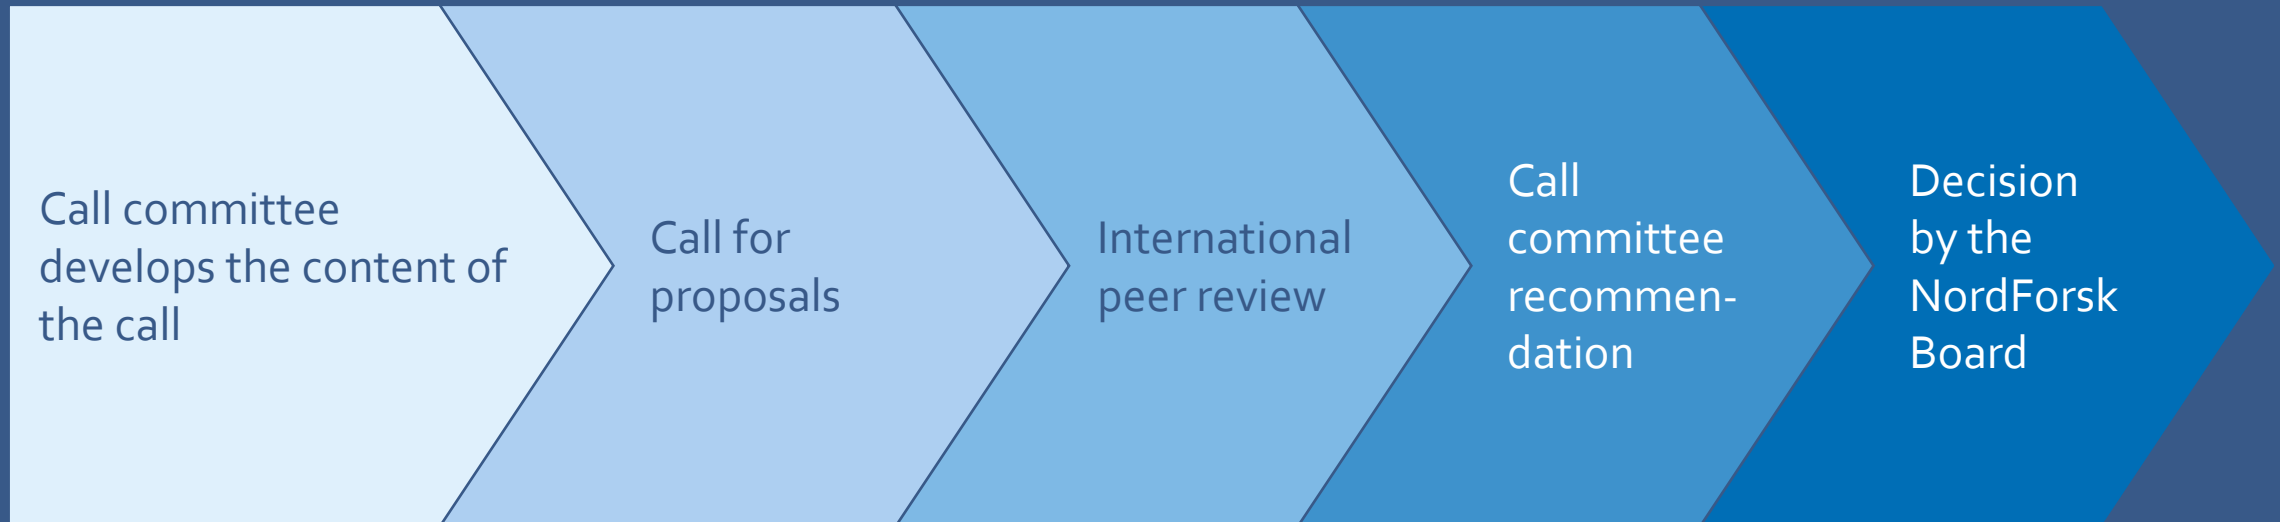 Call committee
develops the content of
the call
Call for
proposals
International
peer review
Call
committee
recommen-
dation
Decision
by the
NordForsk
Board